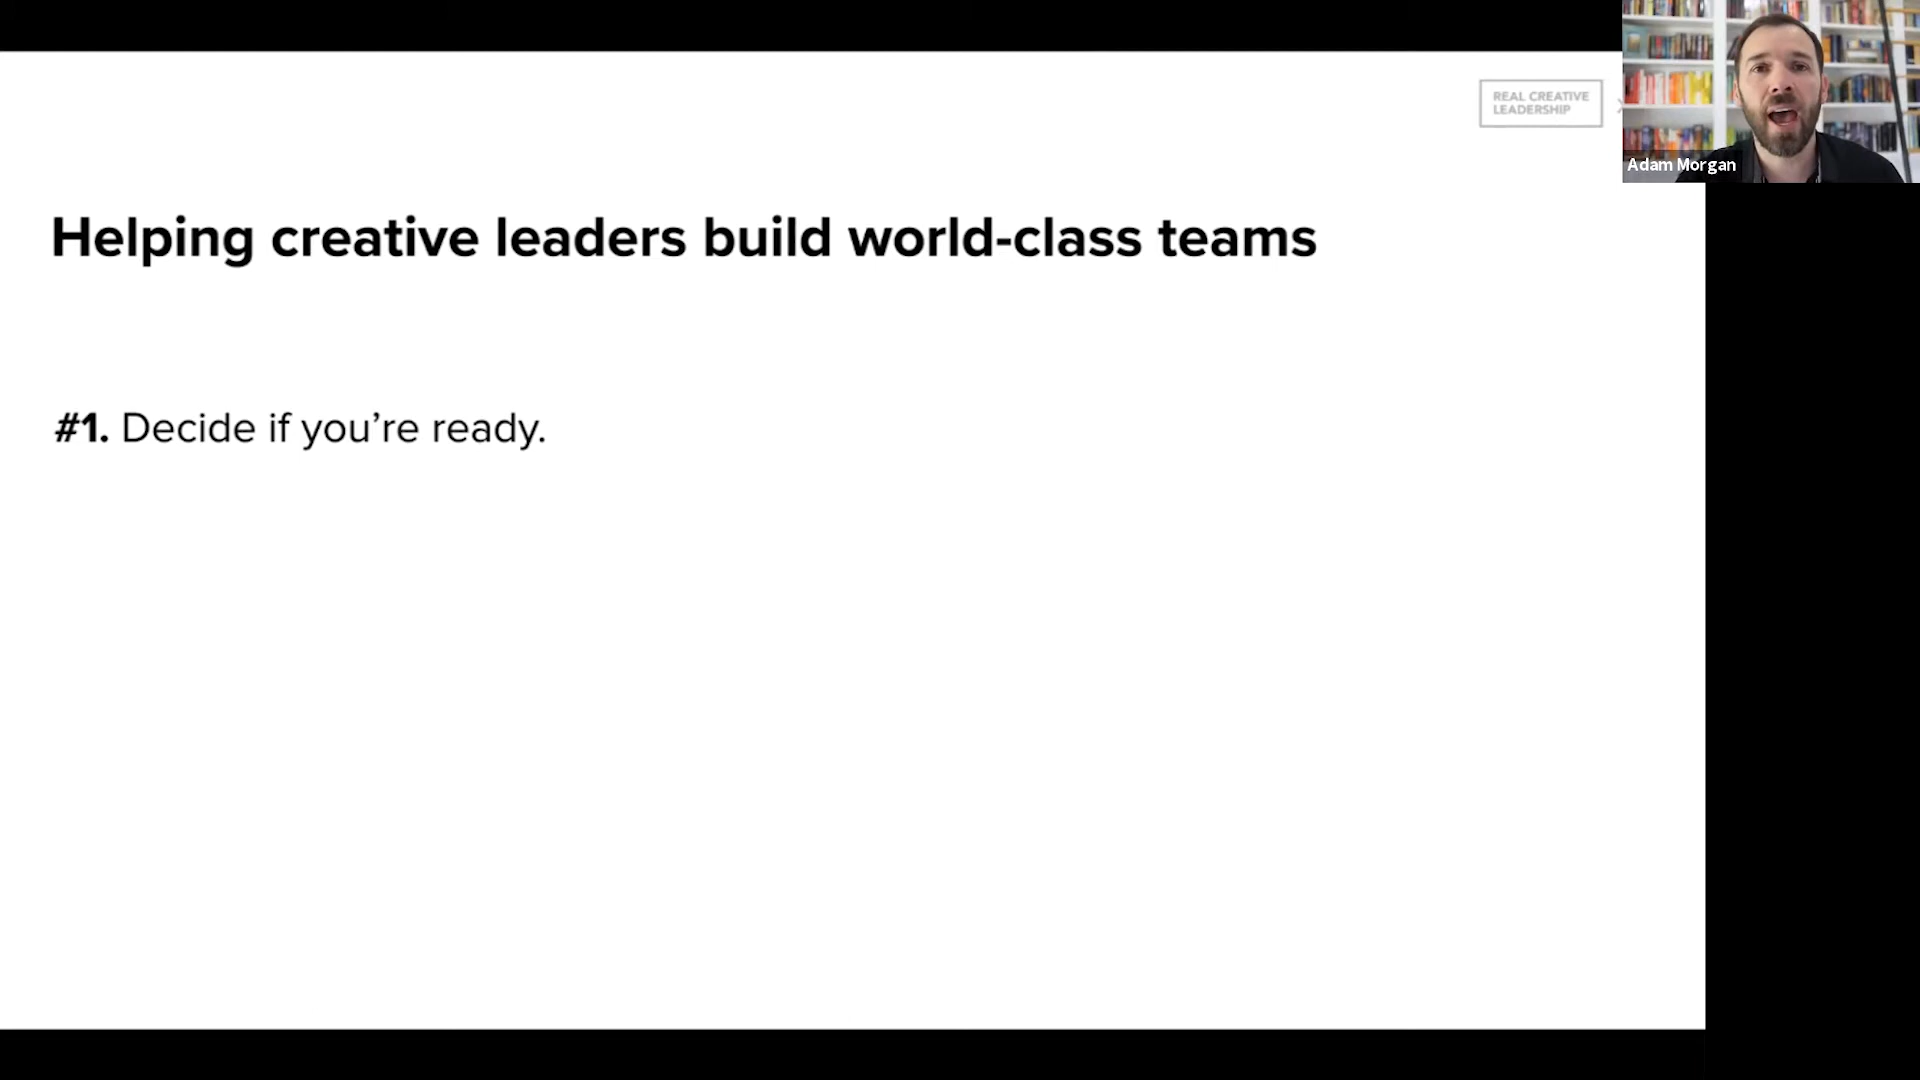 REAL CREATIVE
LEADERSHIP
Adam Morgan
Helping creative leaders build world-class teams
#1. Decide if you’re ready.